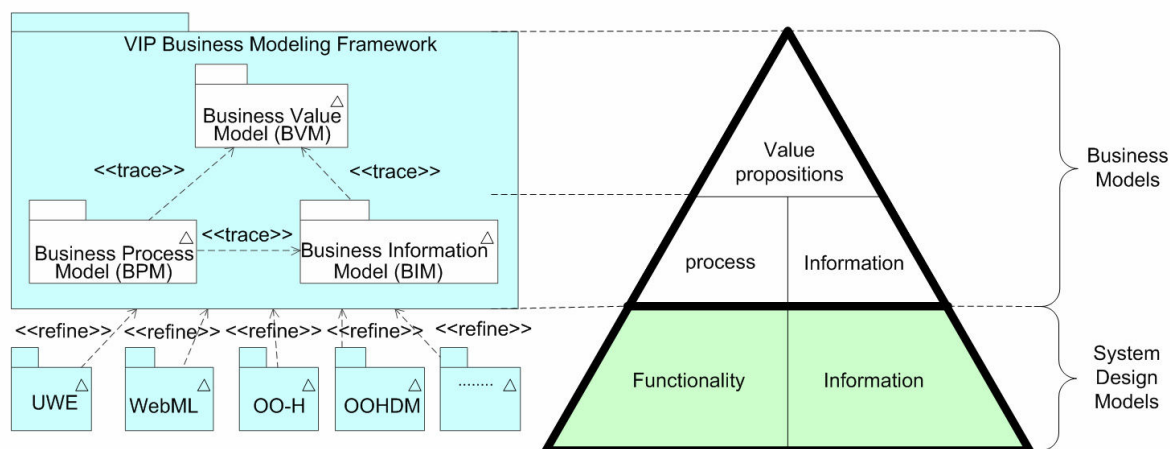 VIP Business Modeling Framework
Business Value
Model (BVM)
<<trace>>
<<trace>>
Business Process
Model (BPM)
<<trace>>
Business Information
Model (BIM)
<<refine>>
<<refine>>
<<refine>>
<<refine>>
<<refine>>
UWE
WebML
OO-H
OOHDM
........
Value
propositions
process
Information
Functionality
Information
Business
Models
System
Design
Models